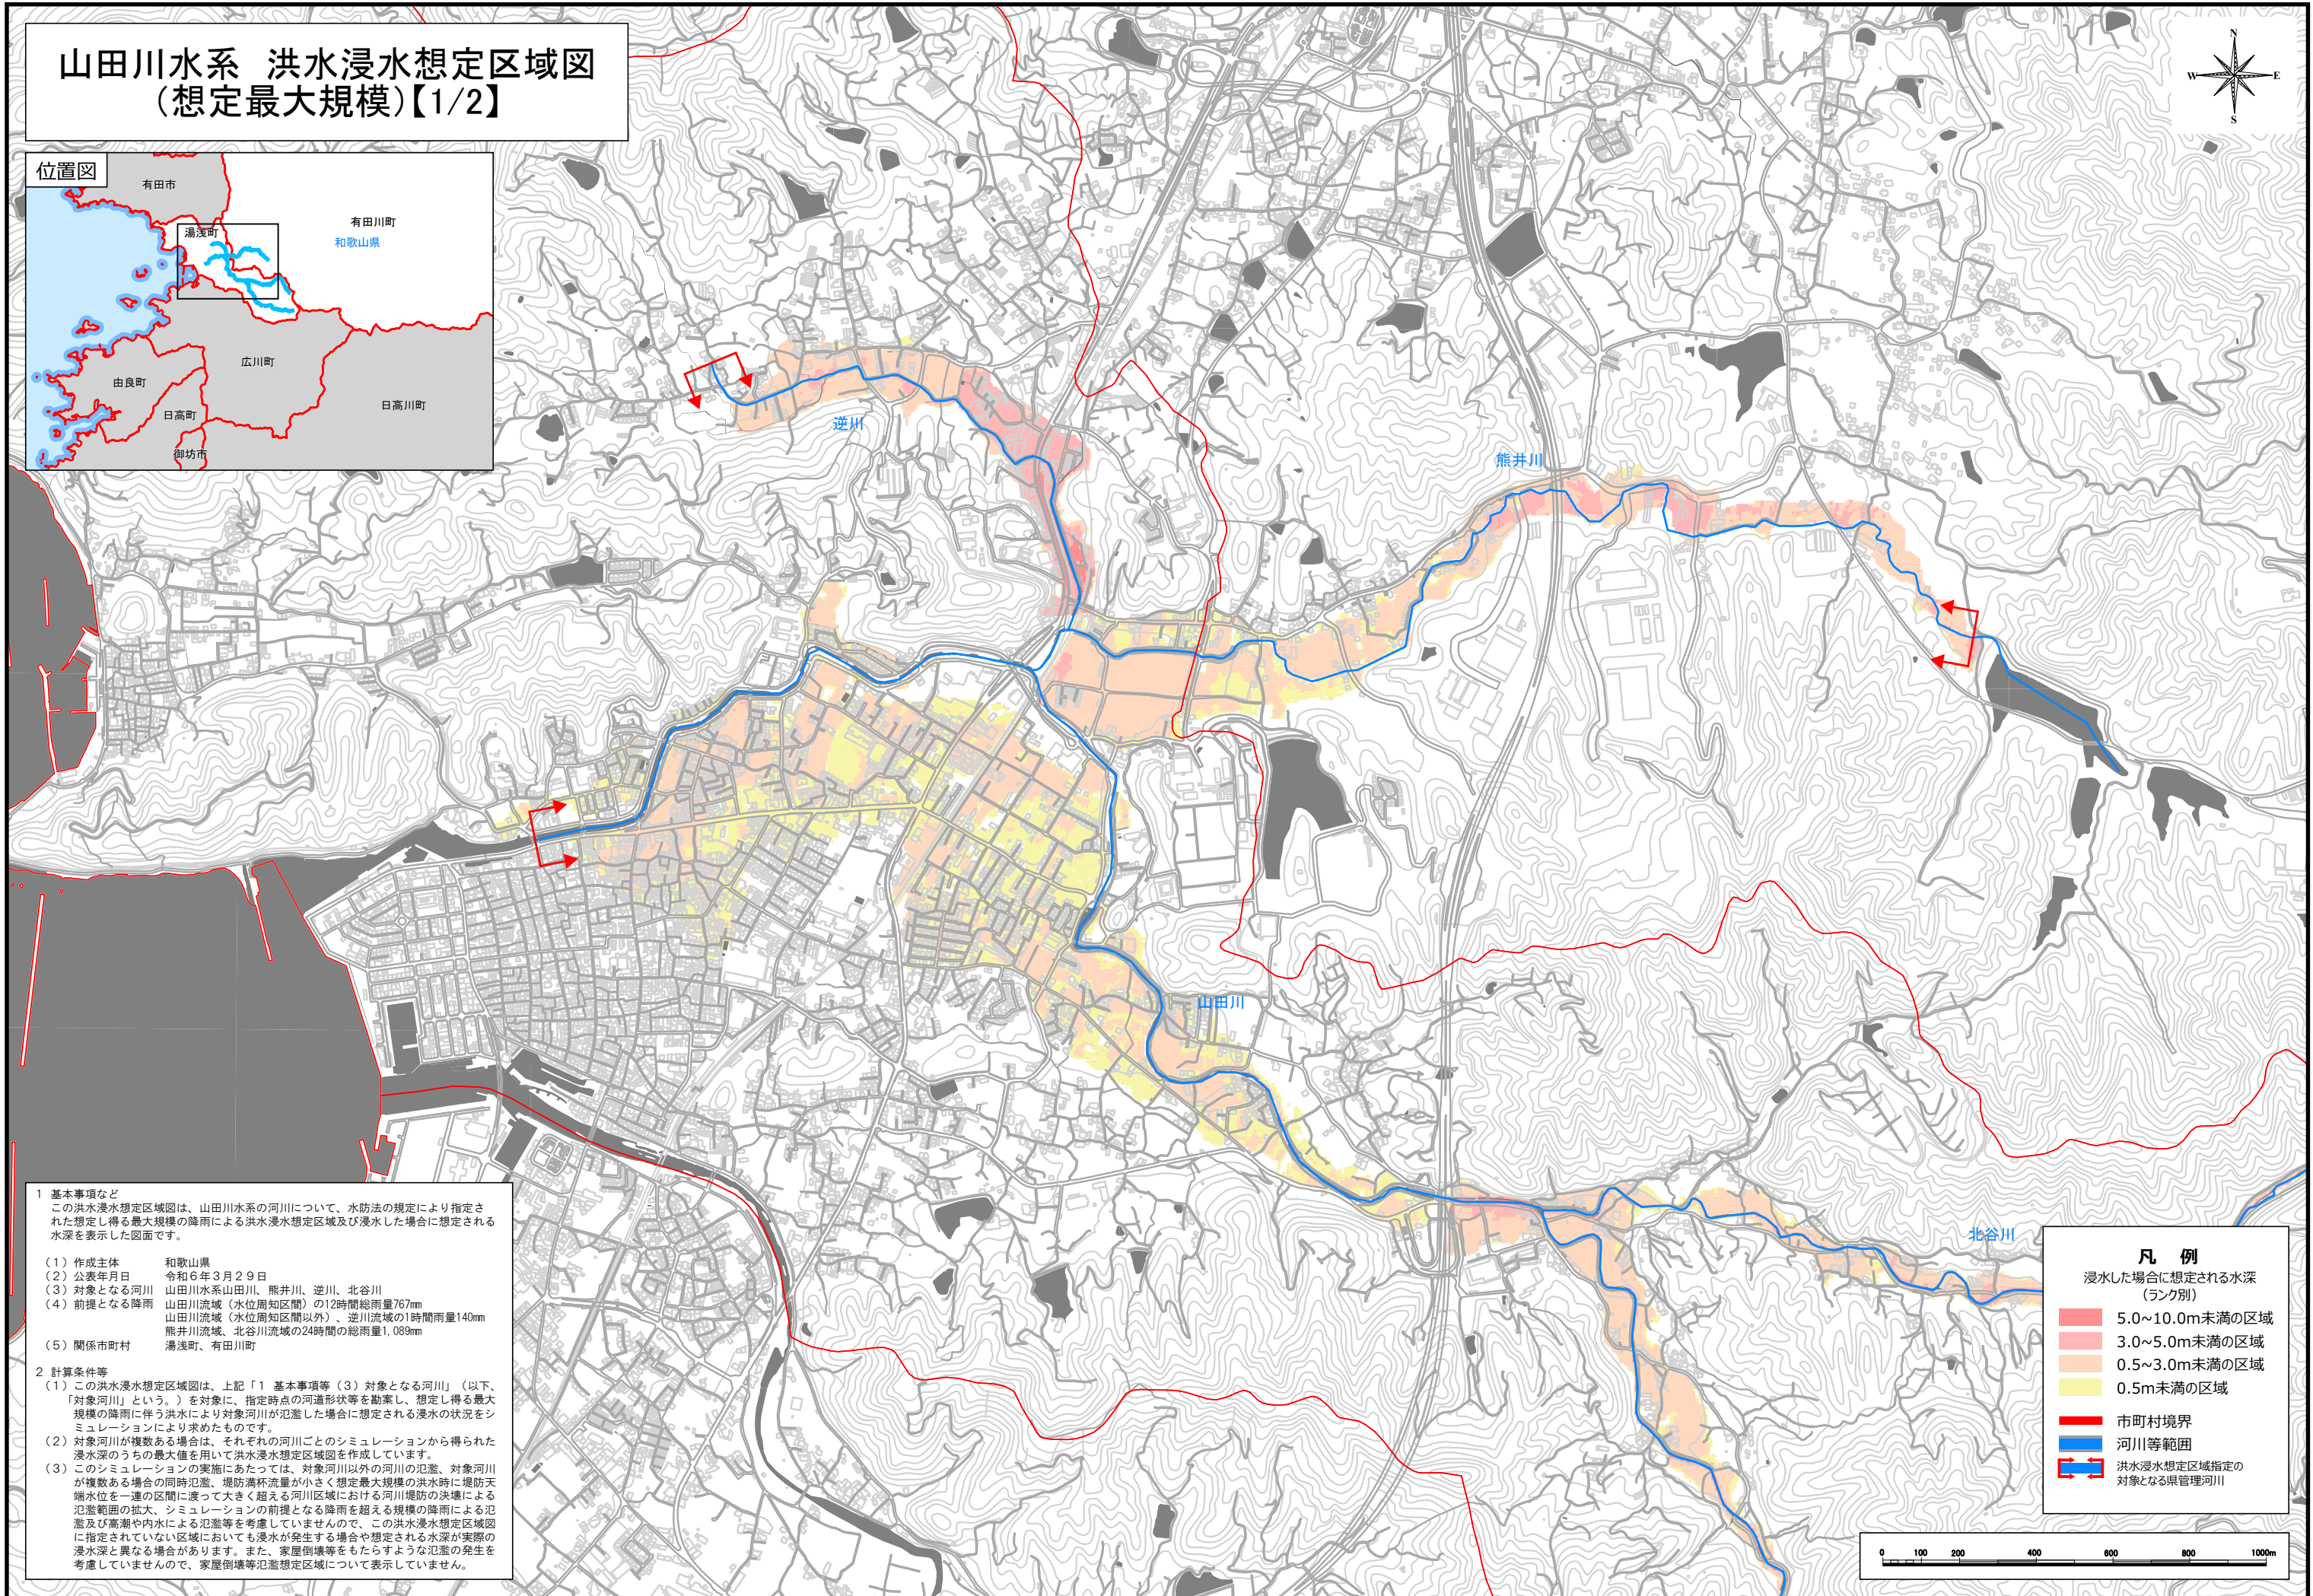 山田川水系 洪水浸水想定区域図
(想定最大規模)【1/2】
N
W
E
S
位置図
有田市
有田川町
湯浅町
和歌山県
広川町
由良町
日高町
日高川町
御坊市
逆川
熊井川
山田川
北谷川
1 基本事項など
この洪水浸水想定区域図は、山田川水系の河川について、水防法の規定により指定さ
れた想定し得る最大規模の降雨による洪水浸水想定区域及び浸水した場合に想定される
水深を表示した図面です。
(1)作成主体 和歌山県
(2)公表年月日 令和6年3月29日
(3)対象となる河川 山田川水系山田川、熊井川、逆川、北谷川
(4)前提となる降雨 山田川流域(水位周知区間)の12時間総雨量767mm
山田川流域(水位周知区間以外)、逆川流域の1時間雨量140mm
熊井川流域、北谷川流域の24時間の総雨量1,089mm
(5)関係市町村 湯浅町、有田川町
2 計算条件等
(1)この洪水浸水想定区域図は、上記「1 基本事項等(3)対象となる河川」(以下、
「対象河川」という。)を対象に、指定時点の河道形状等を勘案し、想定し得る最大
規模の降雨に伴う洪水により対象河川が氾濫した場合に想定される浸水の状況をシ
ミュレーションにより求めたものです。
(2)対象河川が複数ある場合は、それぞれの河川ごとのシミュレーションから得られた
浸水深のうちの最大値を用いて洪水浸水想定区域図を作成しています。
(3)このシミュレーションの実施にあたっては、対象河川以外の河川の氾濫、対象河川
が複数ある場合の同時氾濫、堤防満杯流量が小さく想定最大規模の洪水時に堤防天
端水位を一連の区間に渡って大きく超える河川区域における河川堤防の決壊による
氾濫範囲の拡大、シミュレーションの前提となる降雨を超える規模の降雨による氾
濫及び高潮や内水による氾濫等を考慮していませんので、この洪水浸水想定区域図
に指定されていない区域においても浸水が発生する場合や想定される水深が実際の
浸水深と異なる場合があります。また、家屋倒壊等をもたらすような氾濫の発生を
考慮していませんので、家屋倒壊等氾濫想定区域について表示していません。
凡 例
浸水した場合に想定される水深
(ランク別)
5.0~10.0m未満の区域
3.0~5.0m未満の区域
0.5~3.0m未満の区域
0.5m未満の区域
市町村境界
河川等範囲
洪水浸水想定区域指定の
対象となる県管理河川
0 100 200 400 600 800 1000m